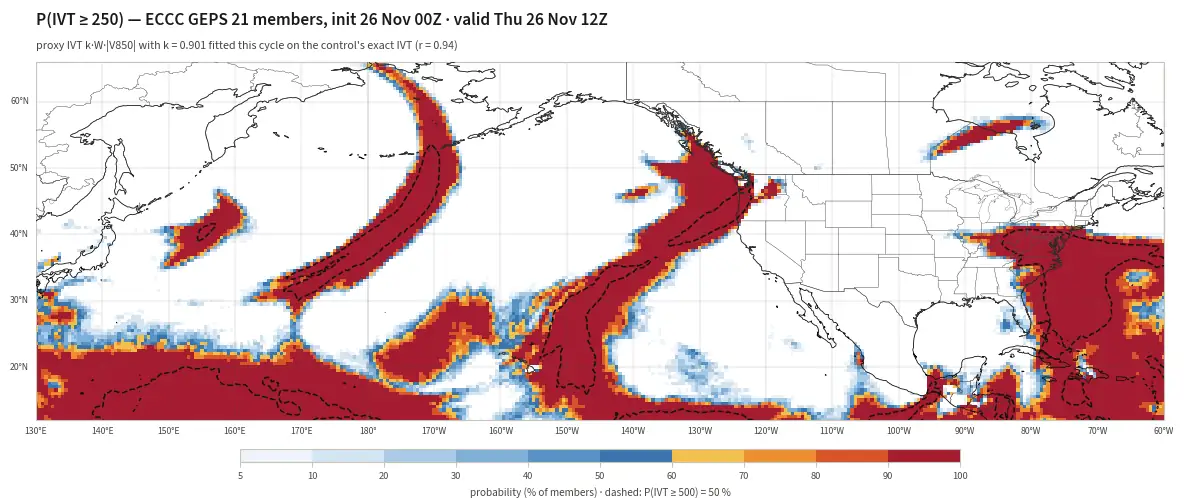 P(IVT ≥ 250) — ECCC GEPS 21 members, init 26 Nov 00Z · valid Thu 26 Nov 12Z
proxy IVT k·W·|V850| with k = 0.901 fitted this cycle on the control's exact IVT (r = 0.94)
60°N
50°N
40°N
30°N
20°N
130°E 140°E 150°E 160°E 170°E 180° 170°W 160°W 150°W 140°W 130°W 120°W 110°W 100°W 90°W 80°W 70°W 60°W
5 10 20 30 40 50 60 70 80 90 100
probability (% of members) · dashed: P(IVT ≥ 500) = 50 %